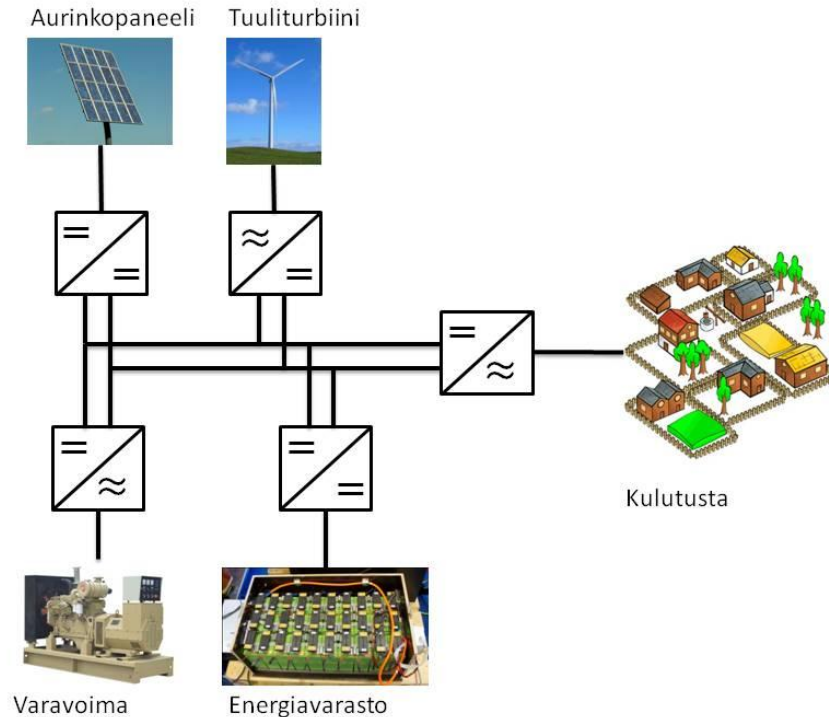 Aurinkopaneeli
Tuuliturbiini
Kulutusta
Varavoima
Energiavarasto